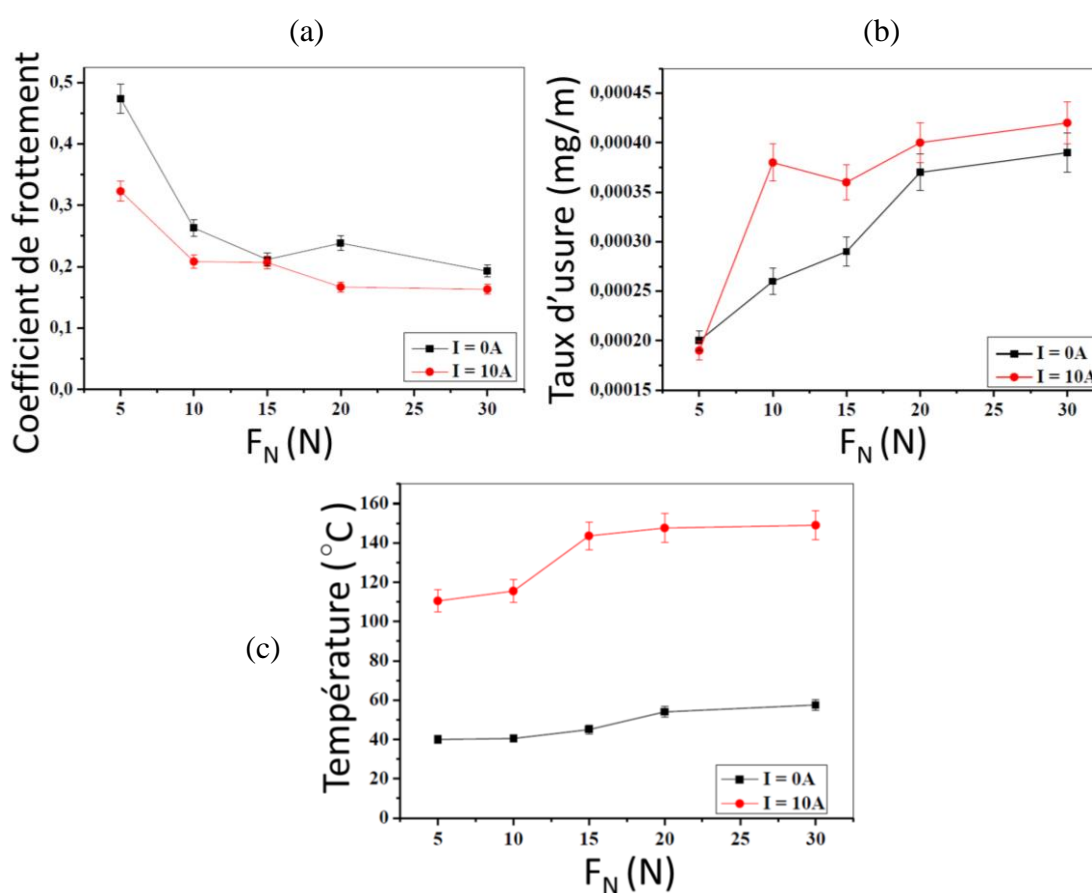 (a)
Coefficient de frottement
0,5
0,4
0,3
0,2
0,1
0,0
5 10 15 20 25 30
F_N (N)
I = 0A
I = 10A
(b)
Taux d'usure (mg/m)
0,00045
0,00040
0,00035
0,00030
0,00025
0,00020
0,00015
5 10 15 20 25 30
F_N (N)
I = 0A
I = 10A
(c)
Température (°C)
160
140
120
100
80
60
40
20
0
5 10 15 20 25 30
F_N (N)
I = 0A
I = 10A